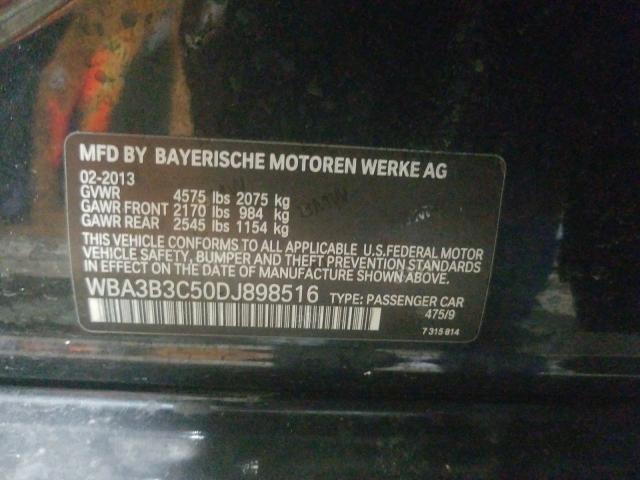 MFD BY BAYERISCHE MOTOREN WERKE AG
02-2013
GVWR 4575 lbs 2075 kg
GAWR FRONT 2170 lbs 984 kg
GAWR REAR 2545 lbs 1154 kg
THIS VEHICLE CONFORMS TO ALL APPLICABLE U.S.FEDERAL MOTOR
VEHICLE SAFETY, BUMPER AND THEFT PREVENTION STANDARDS
IN EFFECT ON THE DATE OF MANUFACTURE SHOWN ABOVE.
WBA3B3C50DJ898516 TYPE: PASSENGER CAR
475/9
7 315 814